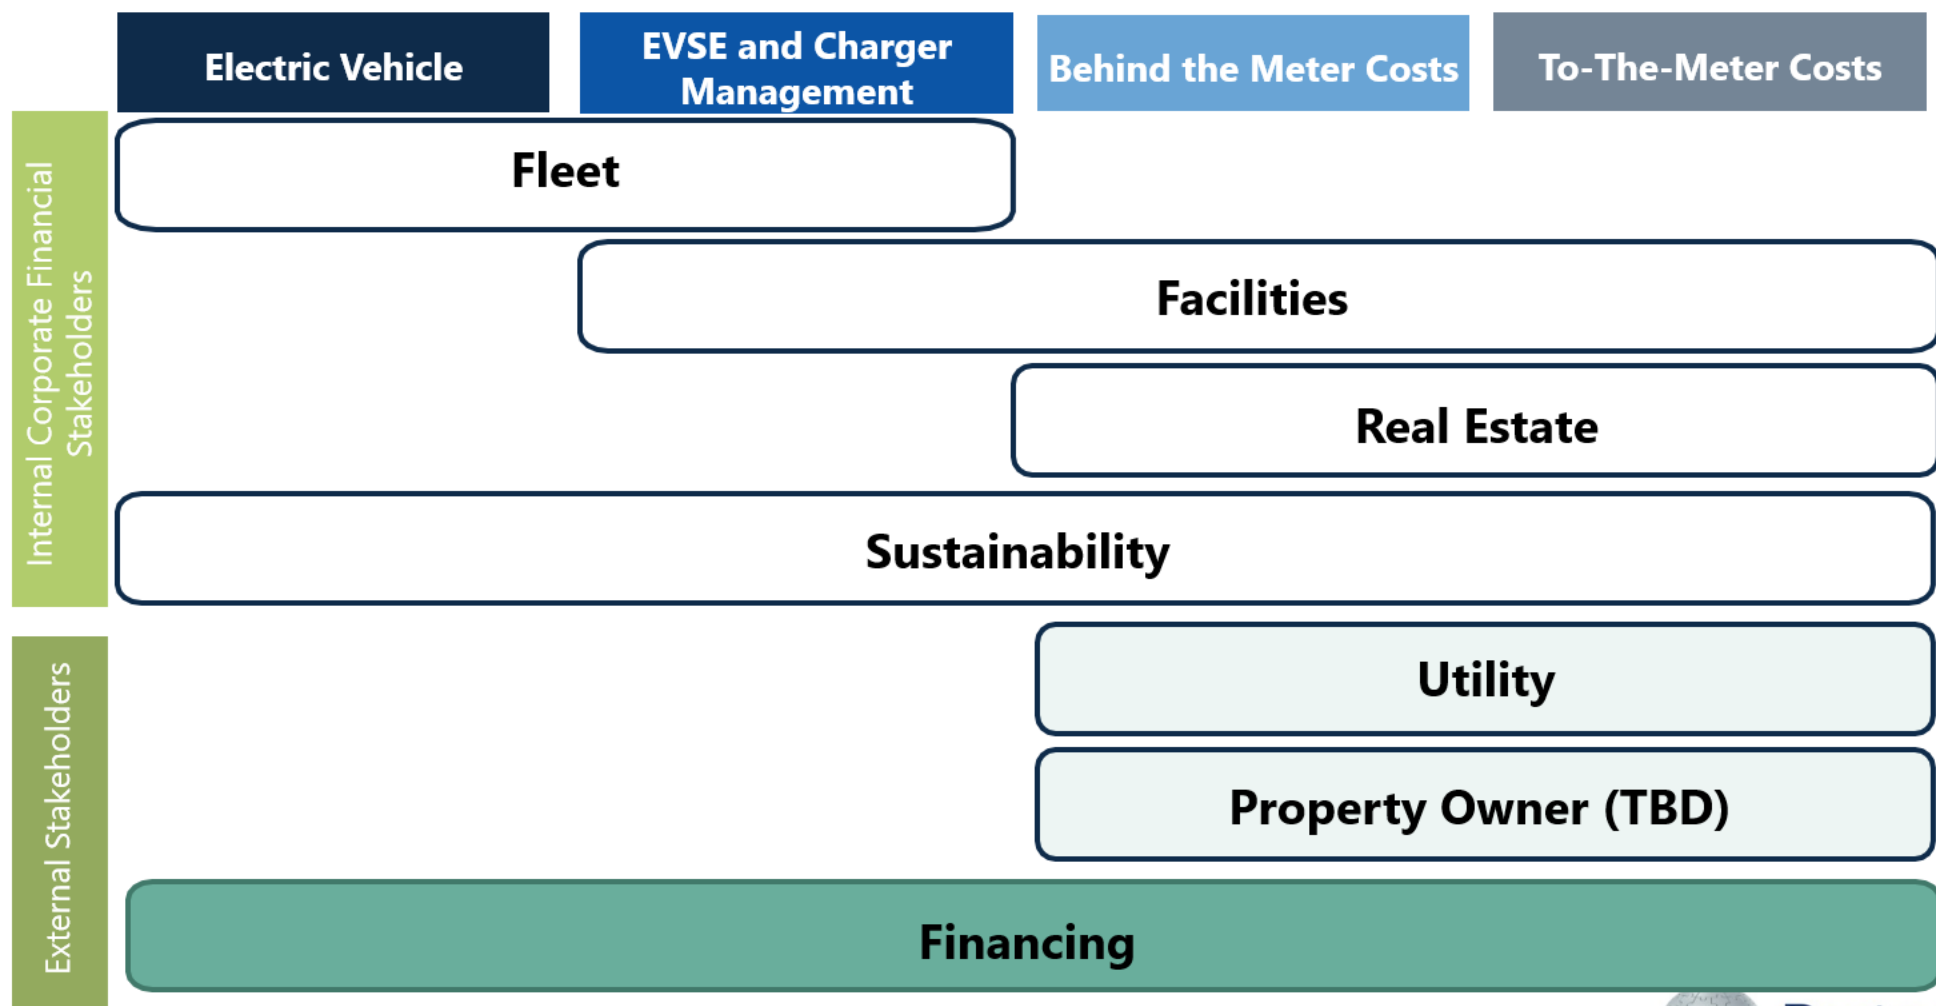 Electric Vehicle
EVSE and Charger
Management
Behind the Meter Costs
To-The-Meter Costs
Internal Corporate Financial
Stakeholders
Fleet
Facilities
Real Estate
Sustainability
External Stakeholders
Utility
Property Owner (TBD)
Financing